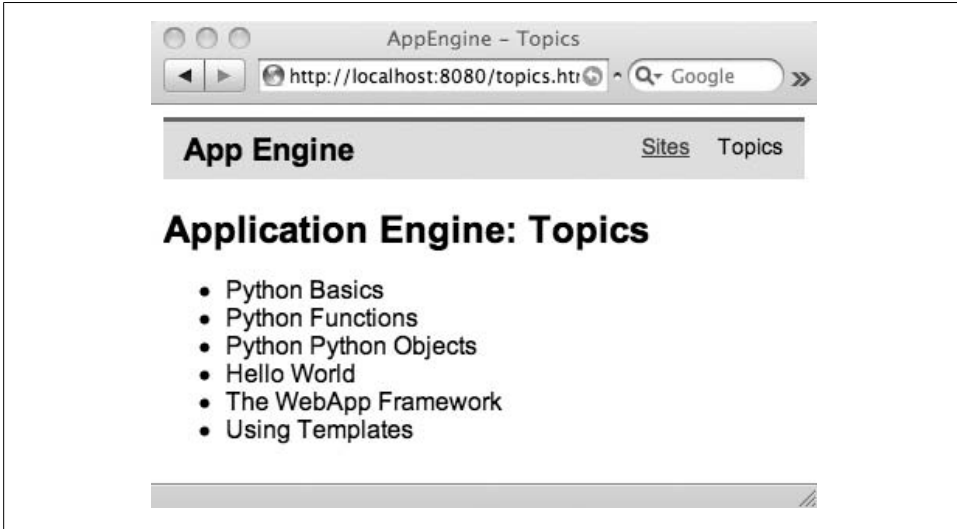 AppEngine – Topics
http://localhost:8080/topics.htr
Google
App Engine
Sites Topics
Application Engine: Topics
• Python Basics
• Python Functions
• Python Python Objects
• Hello World
• The WebApp Framework
• Using Templates